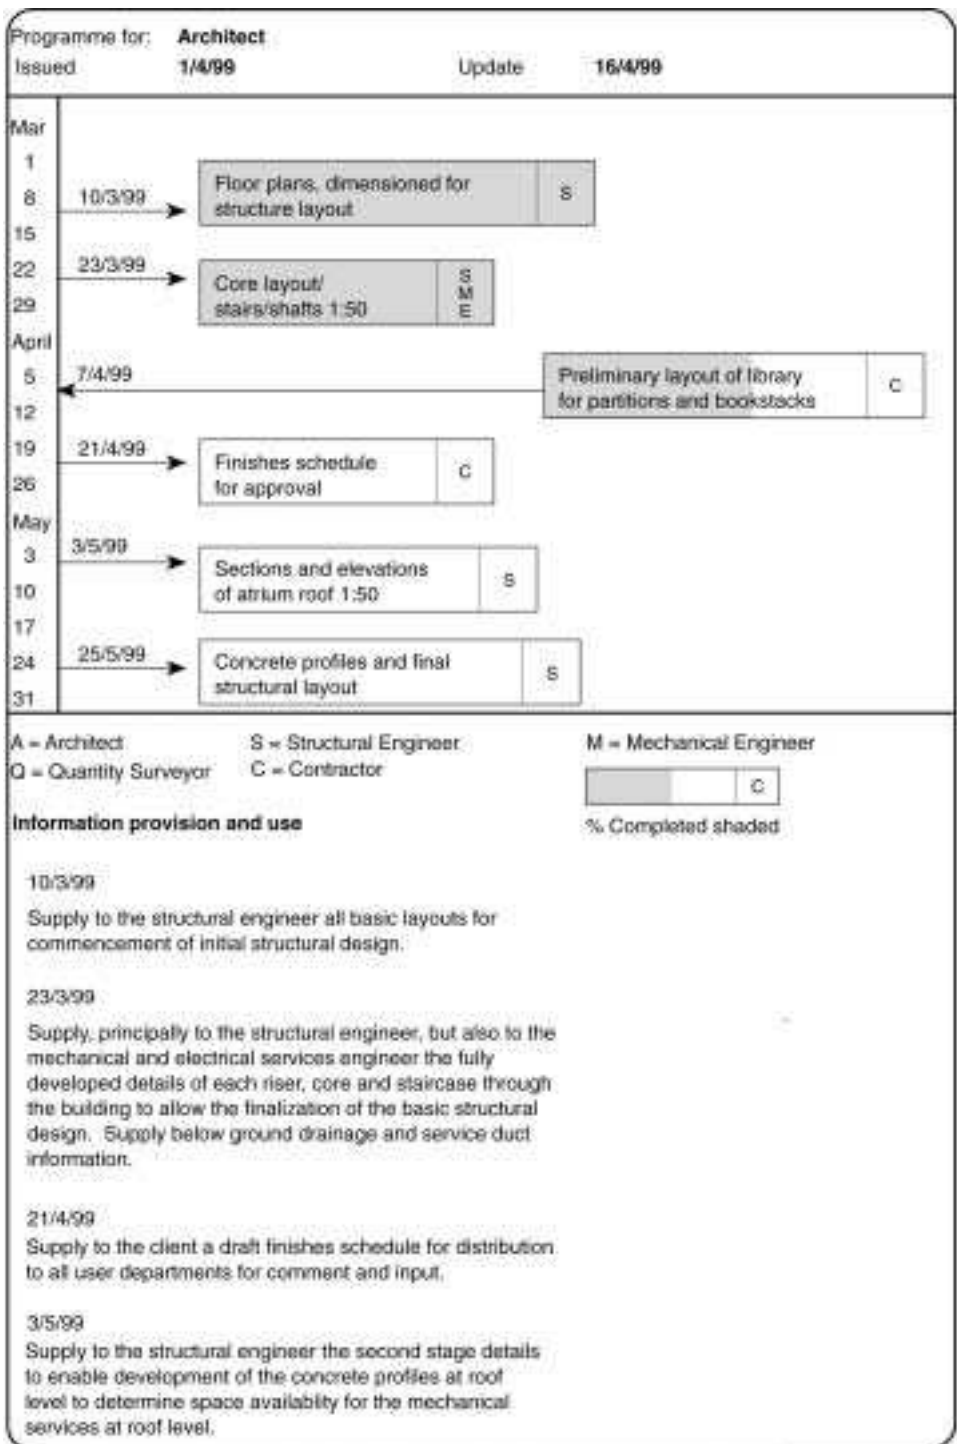 Programme for: Architect
Issued 1/4/99 Update 16/4/99
Mar
1
8
15
22
29
April
5
12
19
26
May
3
10
17
24
31
10/3/99
Floor plans, dimensioned for
structure layout
S
23/3/99
Core layout/
stairs/shafts 1:50
S
M
E
7/4/99
Preliminary layout of library
for partitions and bookstacks
C
21/4/99
Finishes schedule
for approval
C
3/5/99
Sections and elevations
of atrium roof 1:50
S
25/5/99
Concrete profiles and final
structural layout
S
A = Architect S = Structural Engineer M = Mechanical Engineer
Q = Quantity Surveyor C = Contractor
C
% Completed shaded
Information provision and use
10/3/99
Supply to the structural engineer all basic layouts for
commencement of initial structural design.
23/3/99
Supply, principally to the structural engineer, but also to the
mechanical and electrical services engineer the fully
developed details of each riser, core and staircase through
the building to allow the finalization of the basic structural
design. Supply below ground drainage and service duct
information.
21/4/99
Supply to the client a draft finishes schedule for distribution
to all user departments for comment and input.
3/5/99
Supply to the structural engineer the second stage details
to enable development of the concrete profiles at roof
level to determine space availablity for the mechanical
services at roof level.